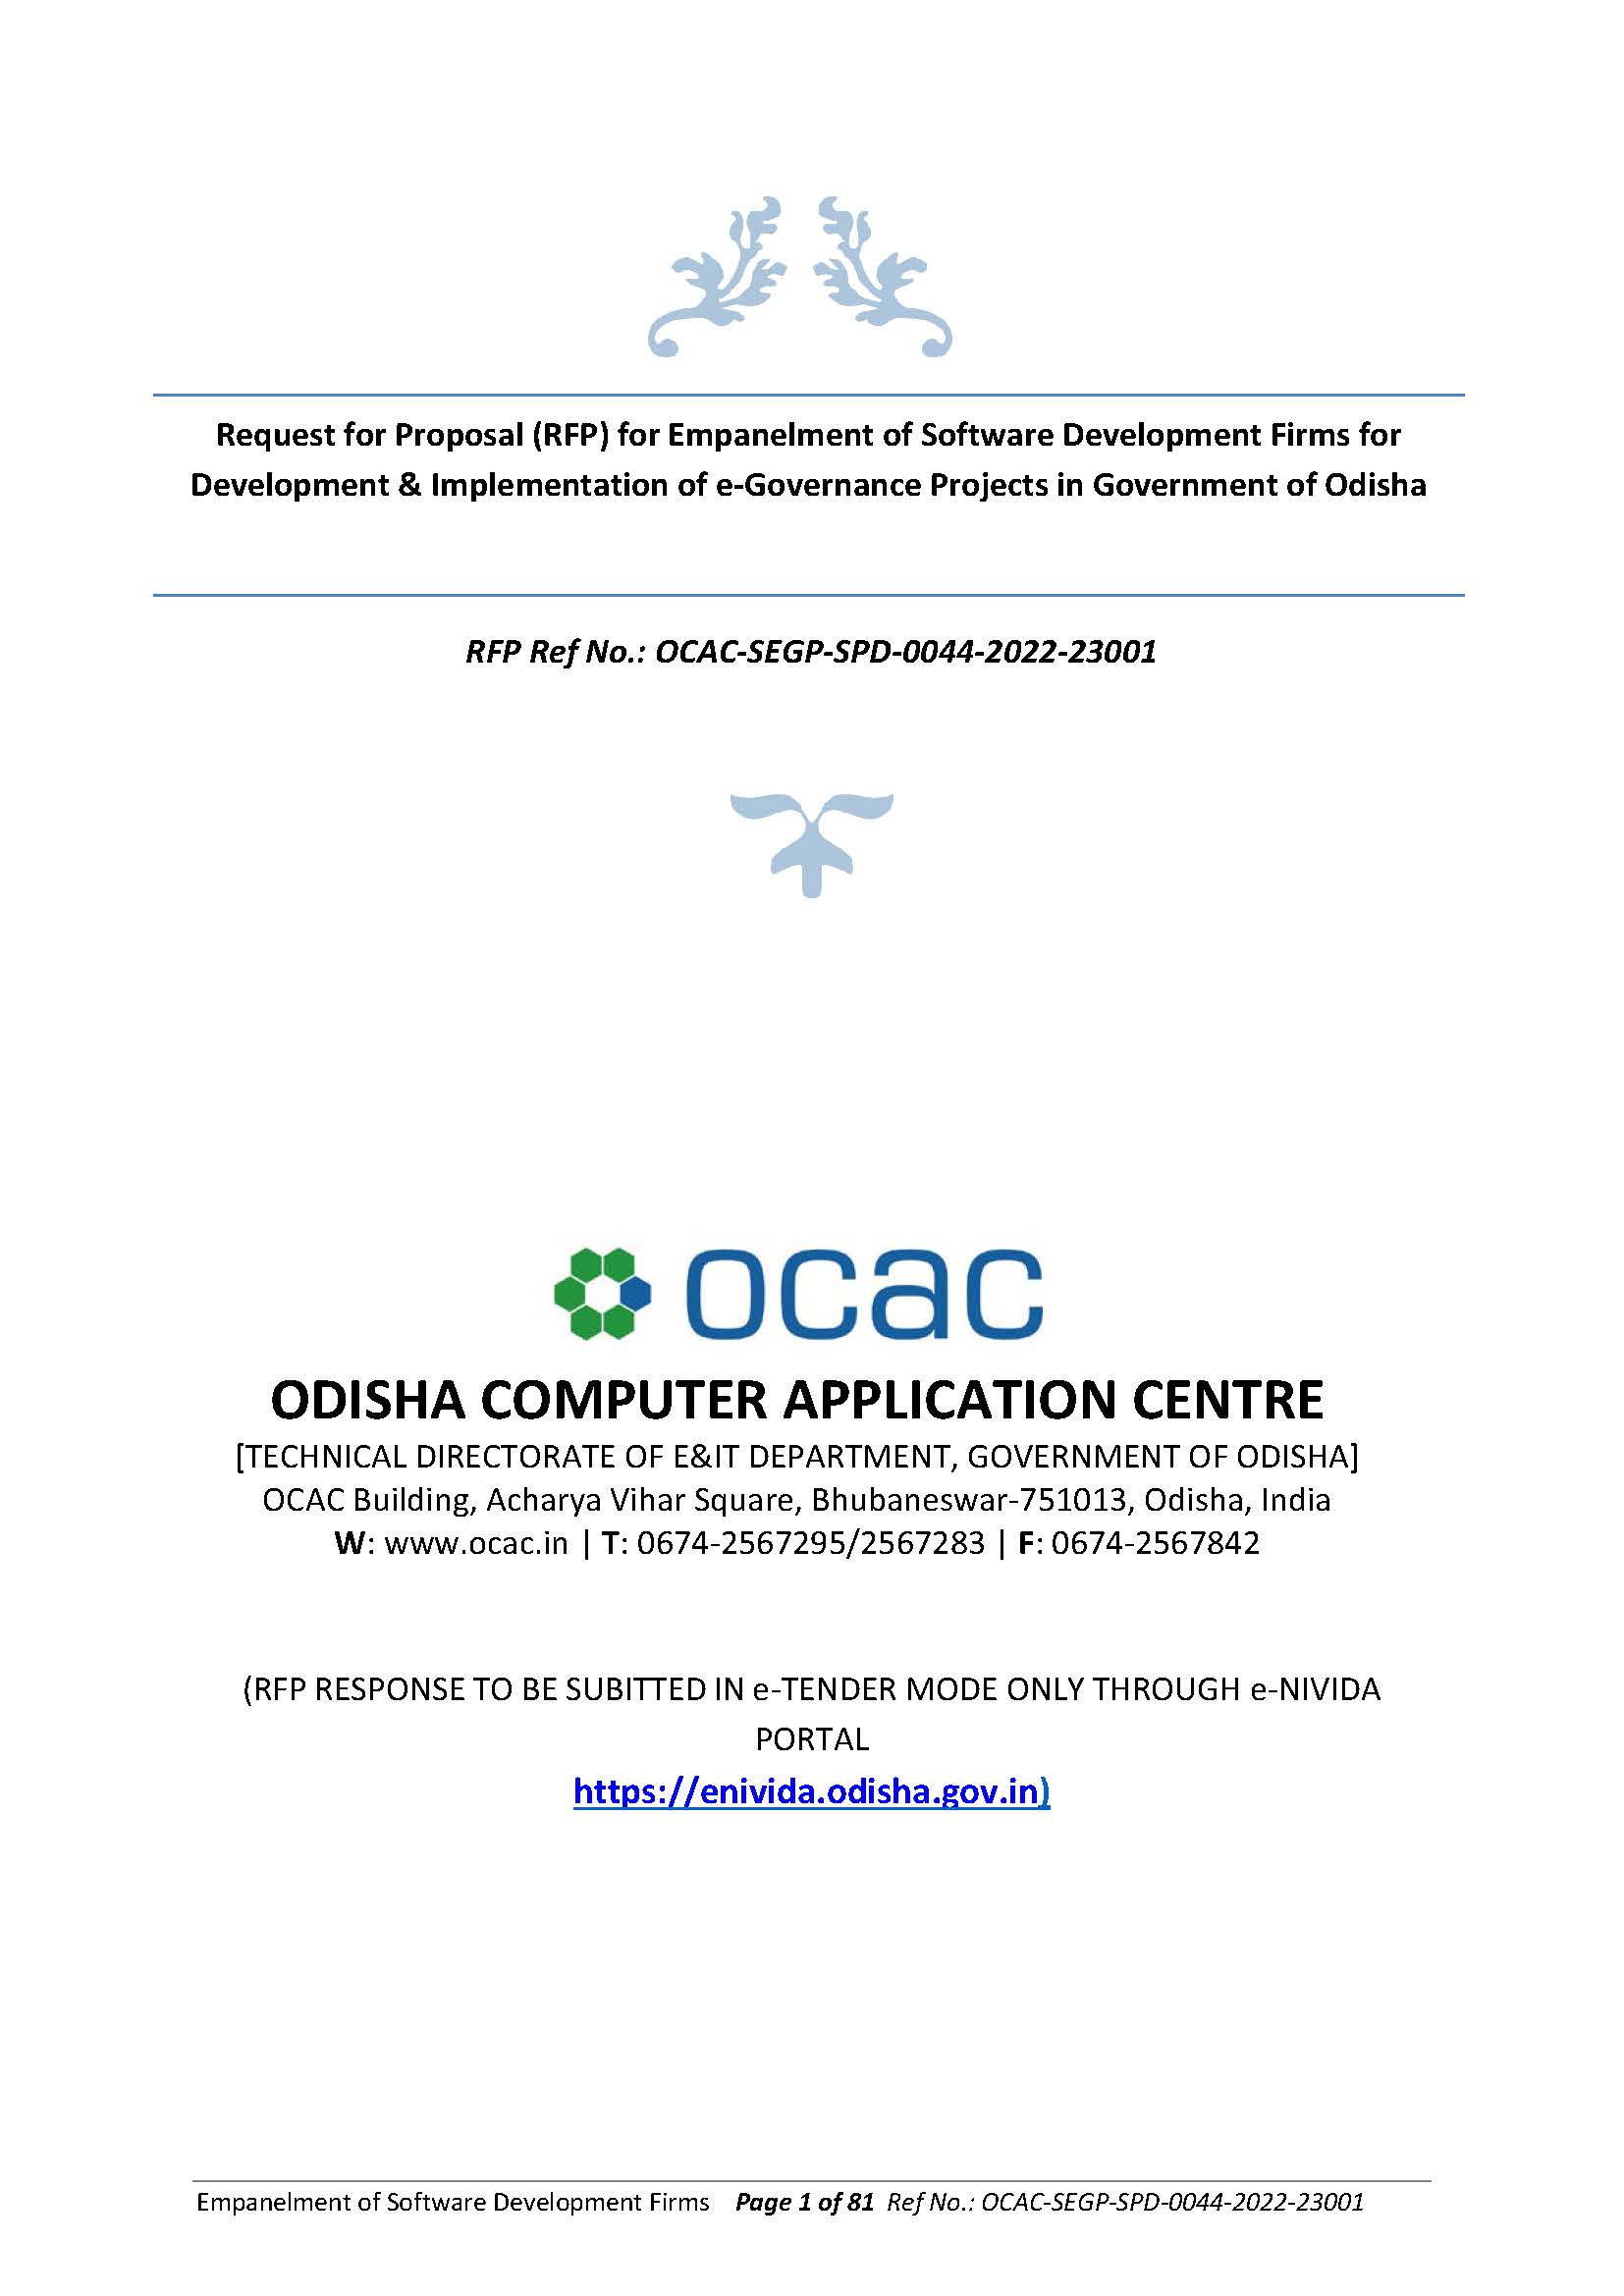 Request for Proposal (RFP) for Empanelment of Software Development Firms for
Development & Implementation of e-Governance Projects in Government of Odisha
RFP Ref No.: OCAC-SEGP-SPD-0044-2022-23001
ocac
ODISHA COMPUTER APPLICATION CENTRE
[TECHNICAL DIRECTORATE OF E&IT DEPARTMENT, GOVERNMENT OF ODISHA]
OCAC Building, Acharya Vihar Square, Bhubaneswar-751013, Odisha, India
W: www.ocac.in | T: 0674-2567295/2567283 | F: 0674-2567842
(RFP RESPONSE TO BE SUBITTED IN e-TENDER MODE ONLY THROUGH e-NIVIDA
PORTAL
https://enivida.odisha.gov.in)
Empanelment of Software Development Firms Page 1 of 81 Ref No.: OCAC-SEGP-SPD-0044-2022-23001